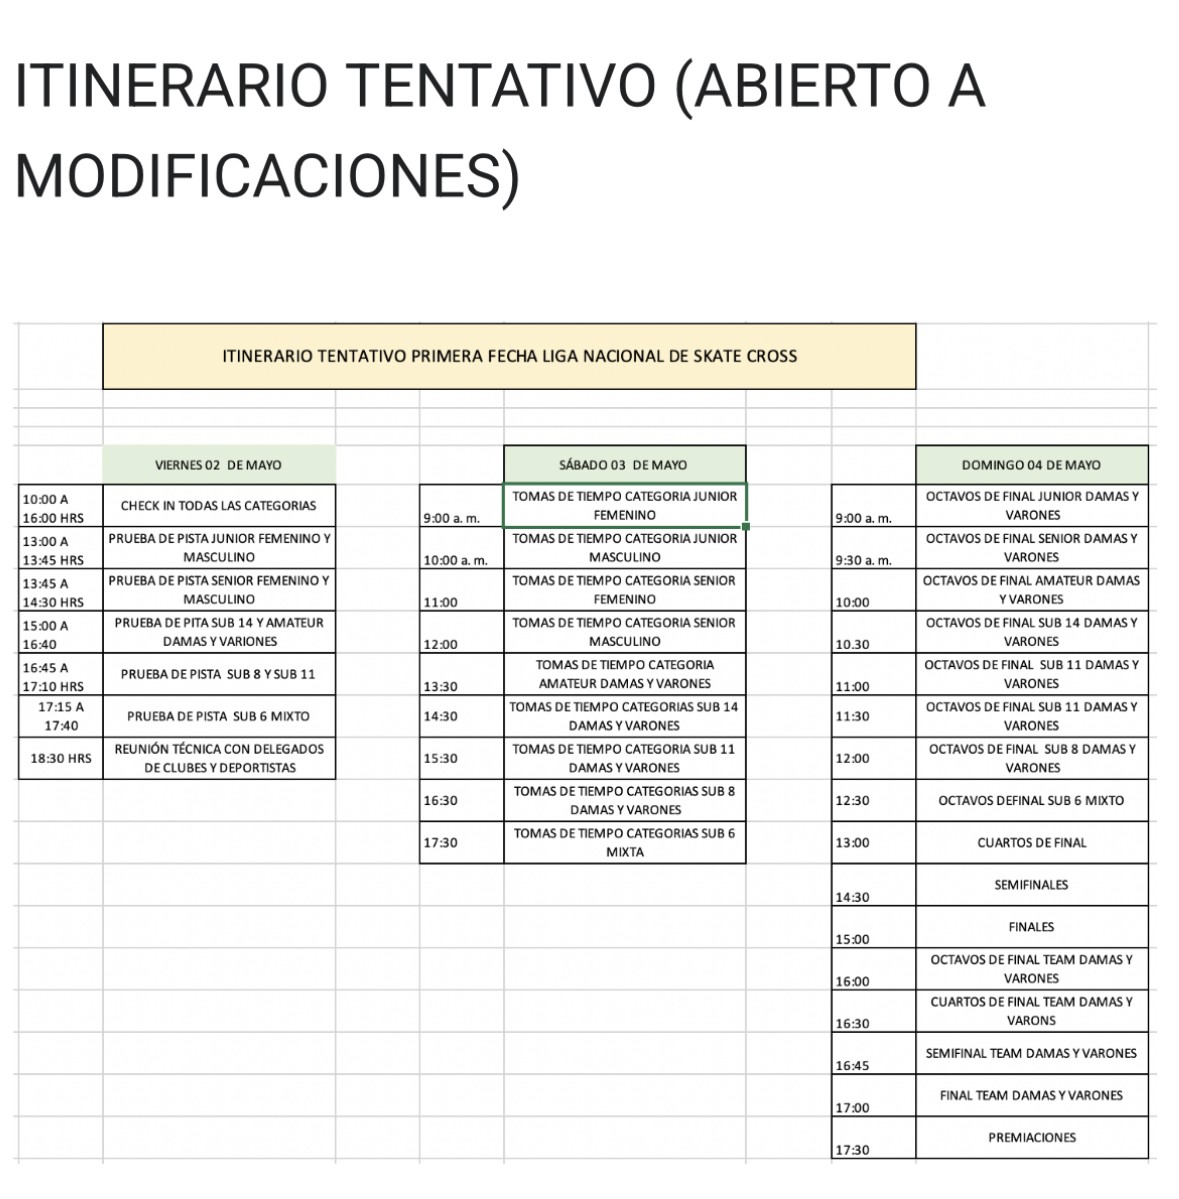 ITINERARIO TENTATIVO (ABIERTO A
MODIFICACIONES)
ITINERARIO TENTATIVO PRIMERA FECHA LIGA NACIONAL DE SKATE CROSS
VIERNES 02 DE MAYO
10:00 A
16:00 HRS
CHECK IN TODAS LAS CATEGORIAS
13:00 A
13:45 HRS
PRUEBA DE PISTA JUNIOR FEMENINO Y
MASCULINO
13:45 A
14:30 HRS
PRUEBA DE PISTA SENIOR FEMENINO Y
MASCULINO
15:00 A
16:40
PRUEBA DE PITA SUB 14 Y AMATEUR
DAMAS Y VARIONES
16:45 A
17:10 HRS
PRUEBA DE PISTA SUB 8 Y SUB 11
17:15 A
17:40
PRUEBA DE PISTA SUB 6 MIXTO
18:30 HRS
REUNIÓN TÉCNICA CON DELEGADOS
DE CLUBES Y DEPORTISTAS
SÁBADO 03 DE MAYO
9:00 a. m.
TOMAS DE TIEMPO CATEGORIA JUNIOR
FEMENINO
10:00 a. m.
TOMAS DE TIEMPO CATEGORIA JUNIOR
MASCULINO
11:00
TOMAS DE TIEMPO CATEGORIA SENIOR
FEMENINO
12:00
TOMAS DE TIEMPO CATEGORIA SENIOR
MASCULINO
13:30
TOMAS DE TIEMPO CATEGORIA
AMATEUR DAMAS Y VARONES
14:30
TOMAS DE TIEMPO CATEGORIAS SUB 14
DAMAS Y VARONES
15:30
TOMAS DE TIEMPO CATEGORIA SUB 11
DAMAS Y VARONES
16:30
TOMAS DE TIEMPO CATEGORIAS SUB 8
DAMAS Y VARONES
17:30
TOMAS DE TIEMPO CATEGORIAS SUB 6
MIXTA
DOMINGO 04 DE MAYO
9:00 a. m.
OCTAVOS DE FINAL JUNIOR DAMAS Y
VARONES
9:30 a. m.
OCTAVOS DE FINAL SENIOR DAMAS Y
VARONES
10:00
OCTAVOS DE FINAL AMATEUR DAMAS
Y VARONES
10.30
OCTAVOS DE FINAL SUB 14 DAMAS Y
VARONES
11:00
OCTAVOS DE FINAL SUB 11 DAMAS Y
VARONES
11:30
OCTAVOS DE FINAL SUB 11 DAMAS Y
VARONES
12:00
OCTAVOS DE FINAL SUB 8 DAMAS Y
VARONES
12:30
OCTAVOS DEFINAL SUB 6 MIXTO
13:00
CUARTOS DE FINAL
14:30
SEMIFINALES
15:00
FINALES
16:00
OCTAVOS DE FINAL TEAM DAMAS Y
VARONES
16:30
CUARTOS DE FINAL TEAM DAMAS Y
VARONS
16:45
SEMIFINAL TEAM DAMAS Y VARONES
17:00
FINAL TEAM DAMAS Y VARONES
17:30
PREMIACIONES